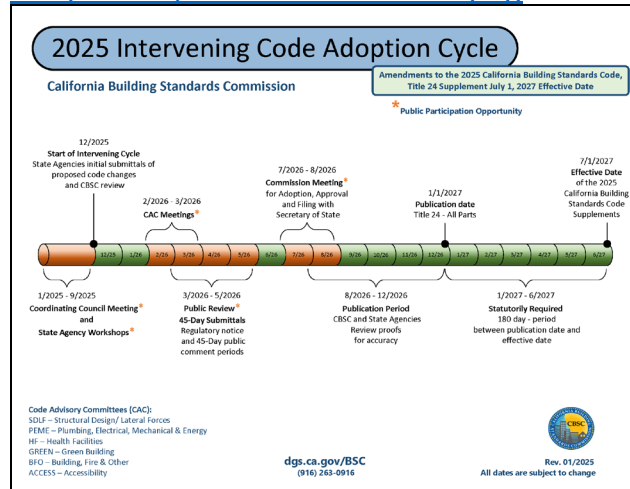 2025 Intervening Code Adoption Cycle
California Building Standards Commission
Amendments to the 2025 California Building Standards Code,
Title 24 Supplement July 1, 2027 Effective Date
*Public Participation Opportunity
12/2025
Start of Intervening Cycle
State Agencies initial submittals of
proposed code changes
and CBSC review
2/2026 - 3/2026
CAC Meetings*
7/2026 - 8/2026
Commission Meeting*
for Adoption, Approval
and Filing with
Secretary of State
1/1/2027
Publication date
Title 24 - All Parts
7/1/2027
Effective Date
of the 2025
California Building
Standards Code
Supplements
12/25 1/26 2/26 3/26 4/26 5/26 6/26 7/26 8/26 9/26 10/26 11/26 12/26 1/27 2/27 3/27 4/27 5/27 6/27
1/2025 - 9/2025
Coordinating Council Meeting*
and
State Agency Workshops*
3/2026 - 5/2026
Public Review*
45-Day Submittals
Regulatory notice
and 45-Day public
comment periods
8/2026 - 12/2026
Publication Period
CBSC and State Agencies
Review proofs
for accuracy
1/2027 - 6/2027
Statutorily Required
180 day - period
between publication date and
effective date
Code Advisory Committees (CAC):
SDLF – Structural Design/ Lateral Forces
PEME – Plumbing, Electrical, Mechanical & Energy
HF – Health Facilities
GREEN – Green Building
BFO – Building, Fire & Other
ACCESS – Accessibility
dgs.ca.gov/BSC
(916) 263-0916
CBSC
Rev. 01/2025
All dates are subject to change